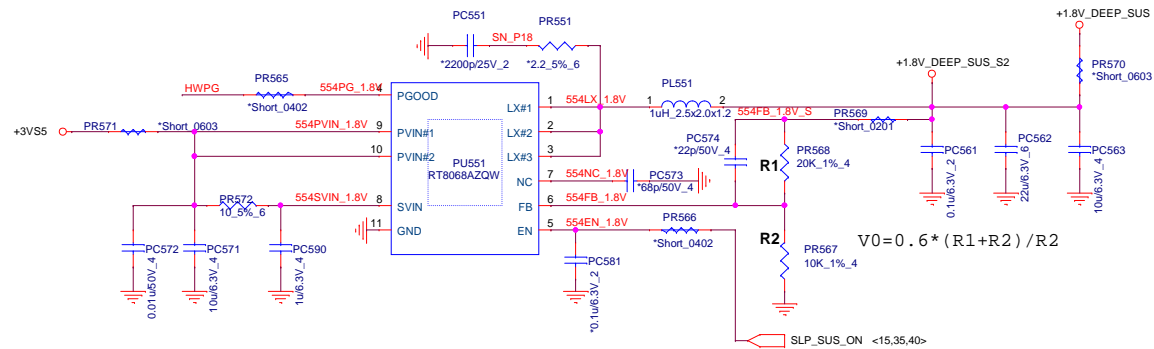 +1.8V_DEEP_SUS
PC551
PR551
SN_P18
*2200p/25V_2
*2.2_5%_6
+1.8V_DEEP_SUS_S2
PR570
*Short_0603
PR565
HWPG
*Short_0402
554PG_1.8V
4
PGOOD
LX#1
1
554LX_1.8V
PL551
1
2
1uH_2.5x2.0x1.2
554FB_1.8V_S
PR569
*Short_0201
+3VS5
PR571
*Short_0603
554PVIN_1.8V
9
PVIN#1
LX#2
2
10
PVIN#2
LX#3
3
PU551
RT8068AZQW
PC574
*22p/50V_4
R1
PR568
20K_1%_4
PC561
0.1u/6.3V_2
PC562
22u/6.3V_6
PC563
10u/6.3V_4
NC
7
554NC_1.8V
PC573
*68p/50V_4
PR572
10_5%_6
554SVIN_1.8V
8
SVIN
FB
6
554FB_1.8V
11
GND
EN
5
554EN_1.8V
PR566
*Short_0402
R2
PR567
10K_1%_4
V0=0.6*(R1+R2)/R2
PC572
0.01u/50V_4
PC571
10u/6.3V_4
PC590
1u/6.3V_4
PC581
*0.1u/6.3V_2
SLP_SUS_ON <15,35,40>